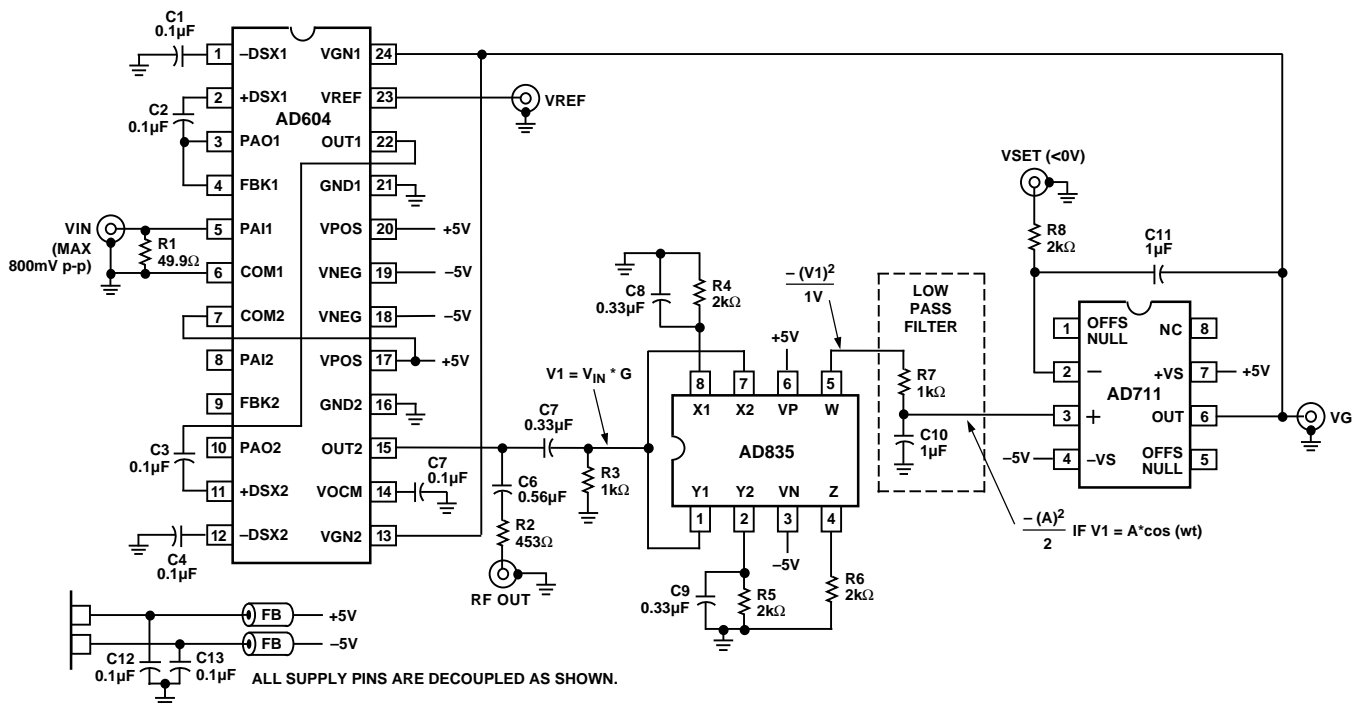 C1
0.1µF
1
–DSX1
VGN1
24
2
+DSX1
VREF
23
VREF
AD604
C2
0.1µF
3
PAO1
OUT1
22
4
FBK1
GND1
21
VIN
(MAX
800mV p-p)
R1
49.9Ω
5
PAI1
VPOS
20
+5V
6
COM1
VNEG
19
–5V
7
COM2
VNEG
18
–5V
8
PAI2
VPOS
17
+5V
9
FBK2
GND2
16
C3
0.1µF
10
PAO2
OUT2
15
11
+DSX2
VOCM
14
C7
0.1µF
12
–DSX2
VGN2
13
C4
0.1µF
C7
0.33µF
V1 = VIN * G
C6
0.56µF
R2
453Ω
RF OUT
R3
1kΩ
C8
0.33µF
R4
2kΩ
+5V
8
7
6
5
X1
X2
VP
W
AD835
Y1
Y2
VN
Z
1
2
3
4
–5V
C9
0.33µF
R5
2kΩ
R6
2kΩ
– (V1)²
1V
LOW
PASS
FILTER
R7
1kΩ
C10
1µF
– (A)²
2
IF V1 = A*cos (wt)
VSET (<0V)
R8
2kΩ
C11
1µF
1
OFFS
NULL
NC
8
2
–
+VS
7
+5V
AD711
3
+
OUT
6
VG
–5V
4
–VS
OFFS
NULL
5
FB
+5V
FB
–5V
C12
0.1µF
C13
0.1µF
ALL SUPPLY PINS ARE DECOUPLED AS SHOWN.